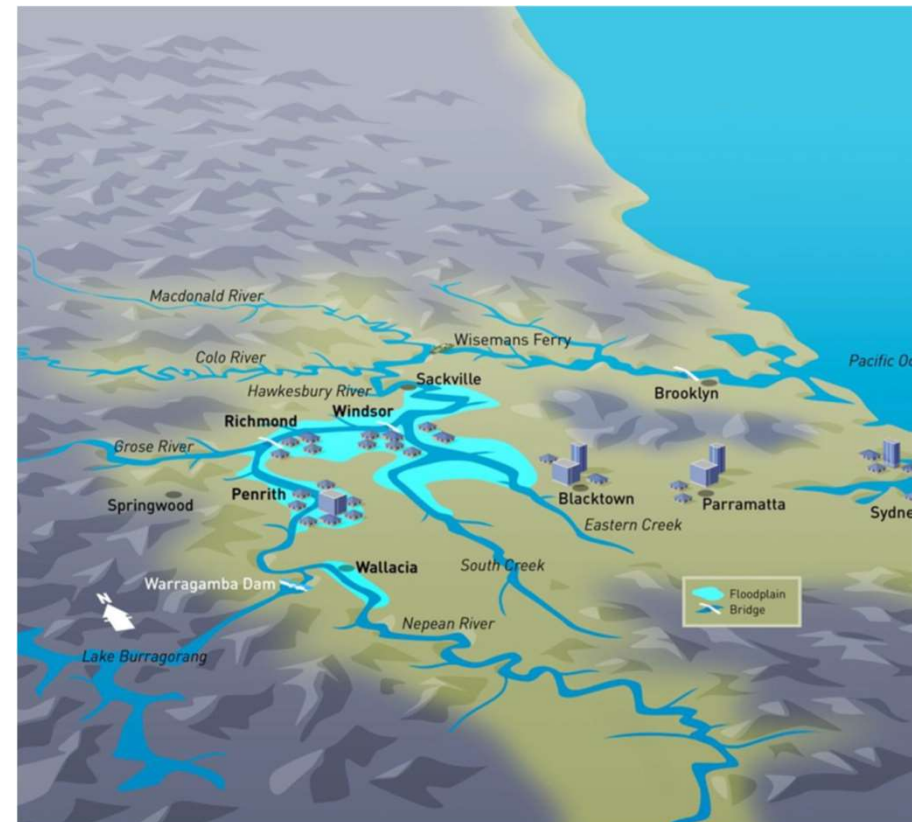 Macdonald River
Wisemans Ferry
Colo River
Pacific Oc
Sackville
Hawkesbury River
Brooklyn
Windsor
Richmond
Grose River
Penrith
Springwood
Blacktown
Parramatta
Sydne
Eastern Creek
Wallacia
South Creek
Warragamba Dam
Floodplain
Bridge
N
Nepean River
Lake Burragorang